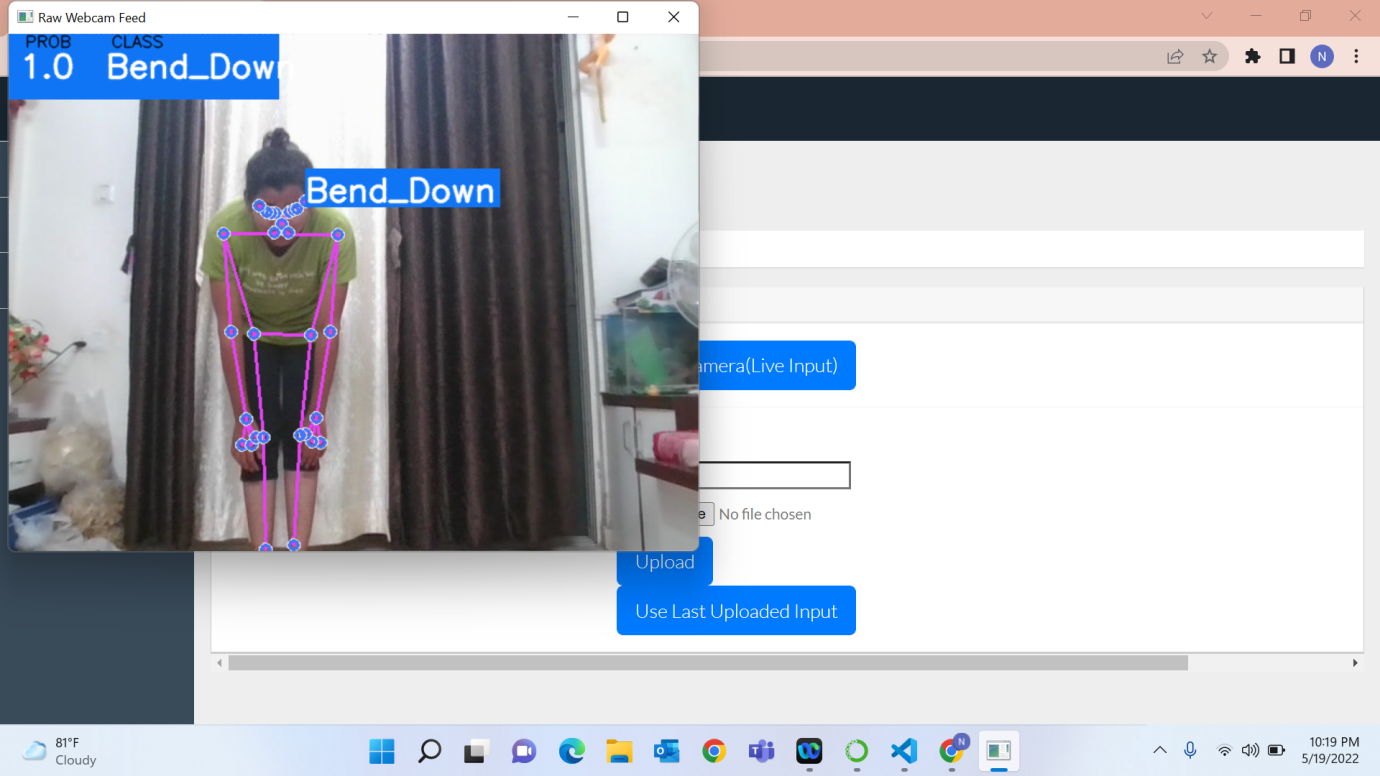 Raw Webcam Feed
PROB CLASS
1.0 Bend_Down
Bend_Down
N
amera(Live Input)
e No file chosen
Upload
Use Last Uploaded Input
81°F
Cloudy
N
10:19 PM
5/19/2022